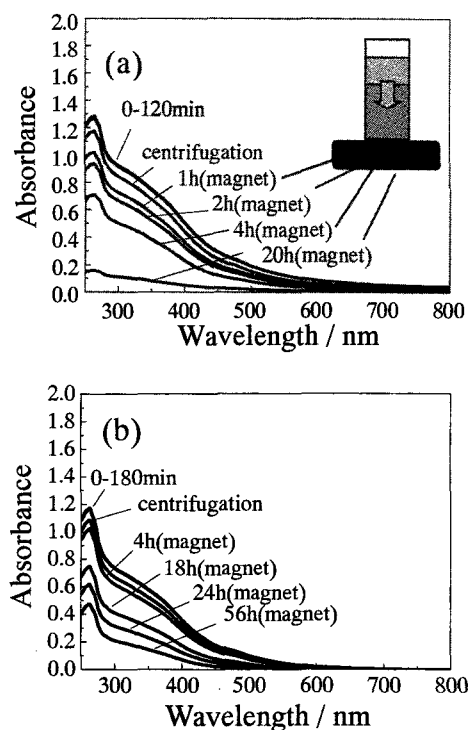 (a)
2.0
1.8
1.6
1.4
1.2
1.0
0.8
0.6
0.4
0.2
0.0
Absorbance
0-120min
centrifugation
1h(magnet)
2h(magnet)
4h(magnet)
20h(magnet)
300 400 500 600 700 800
Wavelength / nm
(b)
2.0
1.8
1.6
1.4
1.2
1.0
0.8
0.6
0.4
0.2
0.0
Absorbance
0-180min
centrifugation
4h(magnet)
18h(magnet)
24h(magnet)
56h(magnet)
300 400 500 600 700 800
Wavelength / nm